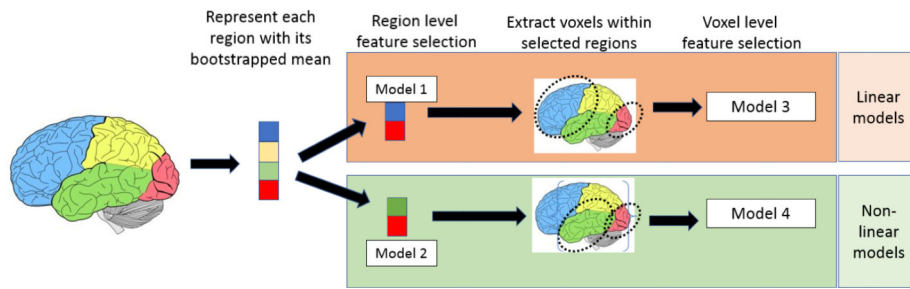 Represent each
region with its
bootstrapped mean
Region level
feature selection
Extract voxels within
selected regions
Voxel level
feature selection
Model 1
Model 3
Linear
models
Model 2
Model 4
Non-
linear
models